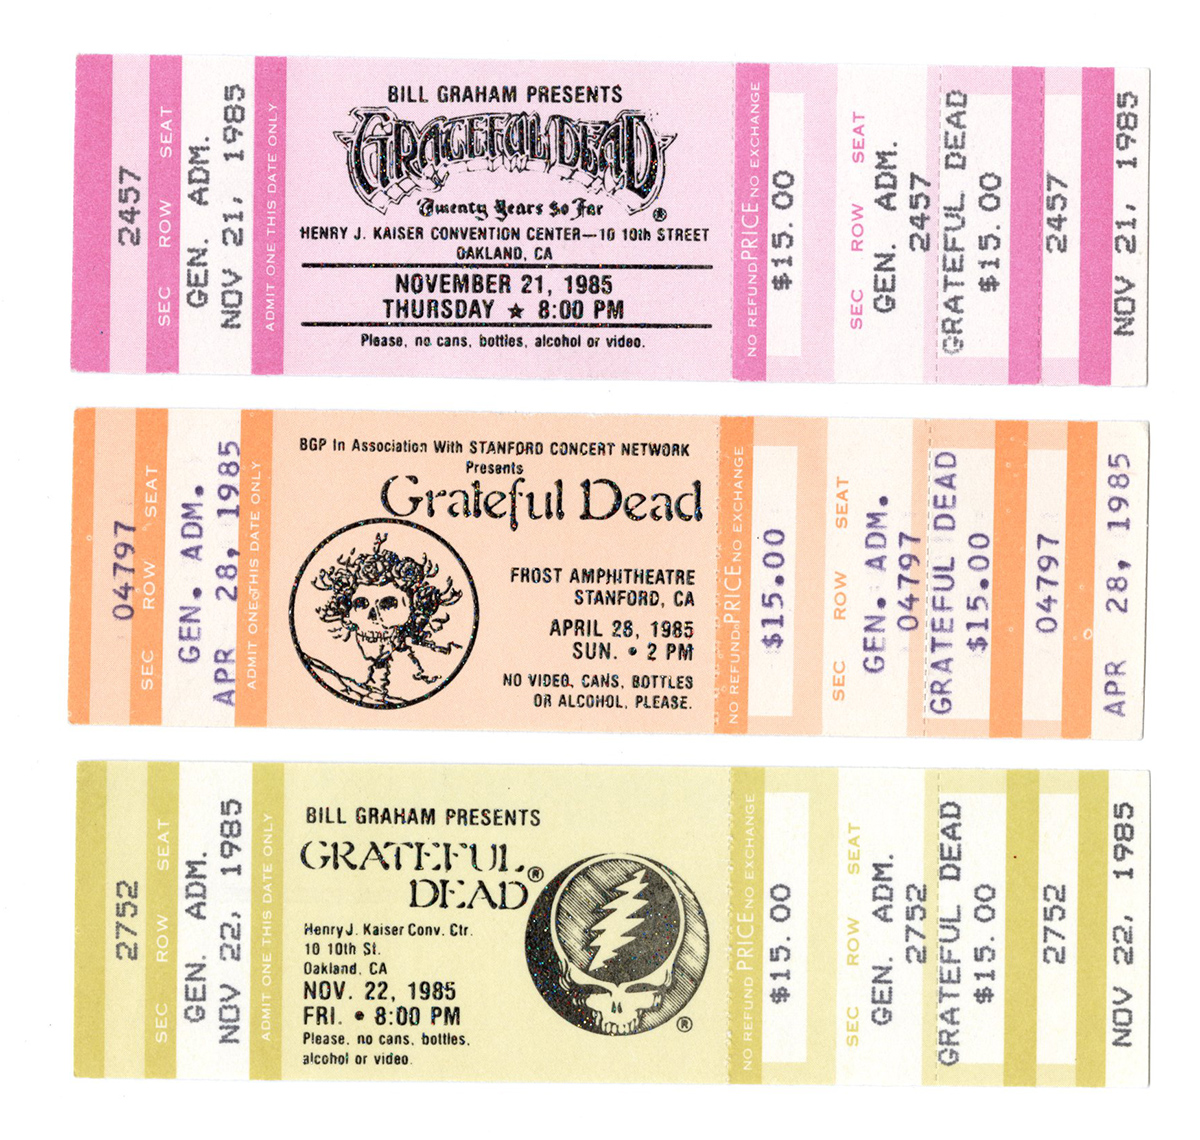 2457
SEC ROW SEAT
GEN. ADM.
NOV 21, 1985
ADMIT ONE THIS DATE ONLY
BILL GRAHAM PRESENTS
GRATEFUL DEAD
Twenty Years So Far ®
HENRY J. KAISER CONVENTION CENTER—10 10th STREET
OAKLAND, CA
NOVEMBER 21, 1985
THURSDAY ★ 8:00 PM
Please, no cans, bottles, alcohol or video.
NO REFUND PRICE NO EXCHANGE
$15.00
SEC ROW SEAT
GEN. ADM.
2457
GRATEFUL DEAD
$15.00
2457
NOV 21, 1985
04797
SEC ROW SEAT
GEN. ADM.
APR 28, 1985
ADMIT ONE THIS DATE ONLY
BGP In Association With STANFORD CONCERT NETWORK
Presents
Grateful Dead
FROST AMPHITHEATRE
STANFORD, CA
APRIL 28, 1985
SUN. • 2 PM
NO VIDEO, CANS, BOTTLES
OR ALCOHOL, PLEASE.
NO REFUND PRICE NO EXCHANGE
$15.00
SEC ROW SEAT
GEN. ADM.
04797
GRATEFUL DEAD
$15.00
04797
APR 28, 1985
2752
SEC ROW SEAT
GEN. ADM.
NOV 22, 1985
ADMIT ONE THIS DATE ONLY
BILL GRAHAM PRESENTS
GRATEFUL
DEAD ®
Henry J. Kaiser Conv. Ctr.
10 10th St.
Oakland, CA
NOV. 22, 1985
FRI. • 8:00 PM
Please, no cans, bottles,
alcohol or video.
®
NO REFUND PRICE NO EXCHANGE
$15.00
SEC ROW SEAT
GEN. ADM.
2752
GRATEFUL DEAD
$15.00
2752
NOV 22, 1985